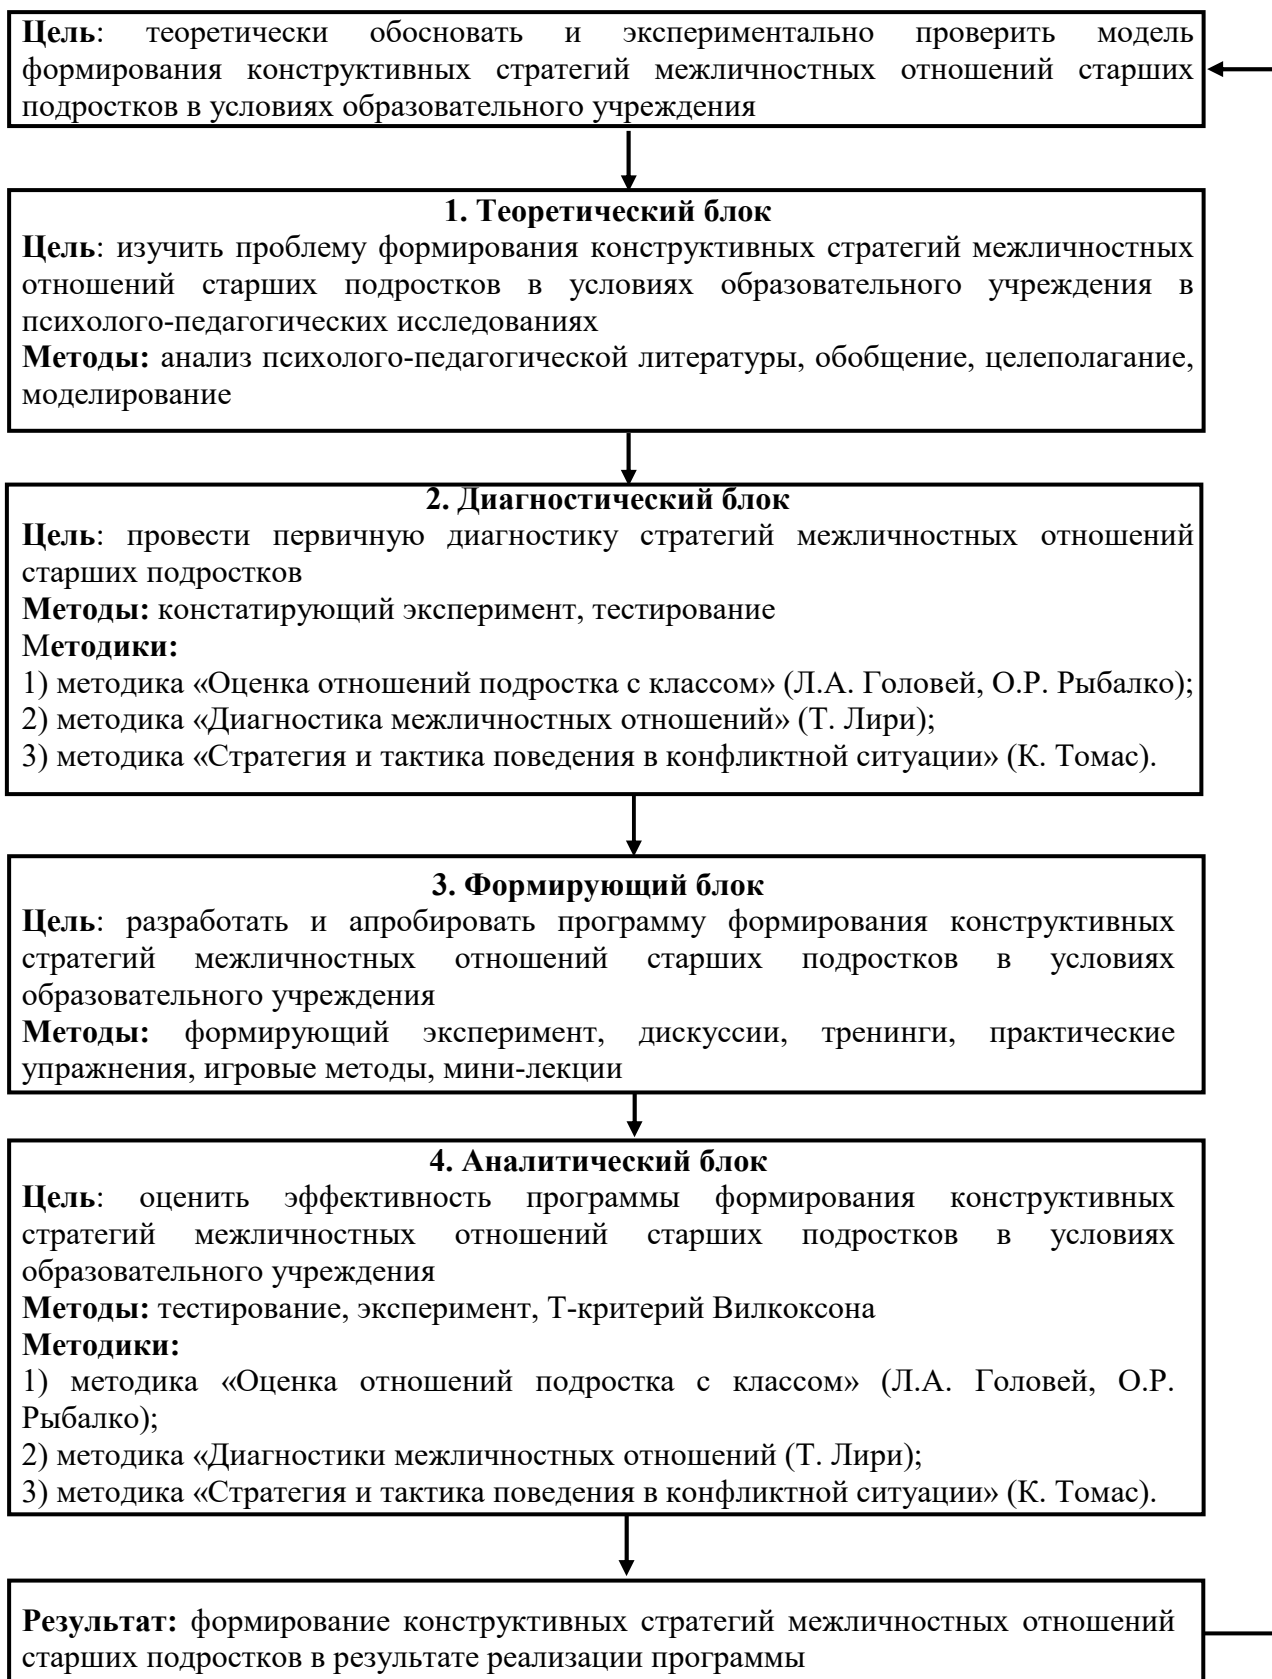 Цель: теоретически обосновать и экспериментально проверить модель
формирования конструктивных стратегий межличностных отношений старших
подростков в условиях образовательного учреждения
1. Теоретический блок
Цель: изучить проблему формирования конструктивных стратегий межличностных
отношений старших подростков в условиях образовательного учреждения в
психолого-педагогических исследованиях
Методы: анализ психолого-педагогической литературы, обобщение, целеполагание,
моделирование
2. Диагностический блок
Цель: провести первичную диагностику стратегий межличностных отношений
старших подростков
Методы: констатирующий эксперимент, тестирование
Методики:
1) методика «Оценка отношений подростка с классом» (Л.А. Головей, О.Р. Рыбалко);
2) методика «Диагностика межличностных отношений» (Т. Лири);
3) методика «Стратегия и тактика поведения в конфликтной ситуации» (К. Томас).
3. Формирующий блок
Цель: разработать и апробировать программу формирования конструктивных
стратегий межличностных отношений старших подростков в условиях
образовательного учреждения
Методы: формирующий эксперимент, дискуссии, тренинги, практические
упражнения, игровые методы, мини-лекции
4. Аналитический блок
Цель: оценить эффективность программы формирования конструктивных
стратегий межличностных отношений старших подростков в условиях
образовательного учреждения
Методы: тестирование, эксперимент, Т-критерий Вилкоксона
Методики:
1) методика «Оценка отношений подростка с классом» (Л.А. Головей, О.Р.
Рыбалко);
2) методика «Диагностики межличностных отношений (Т. Лири);
3) методика «Стратегия и тактика поведения в конфликтной ситуации» (К. Томас).
Результат: формирование конструктивных стратегий межличностных отношений
старших подростков в результате реализации программы